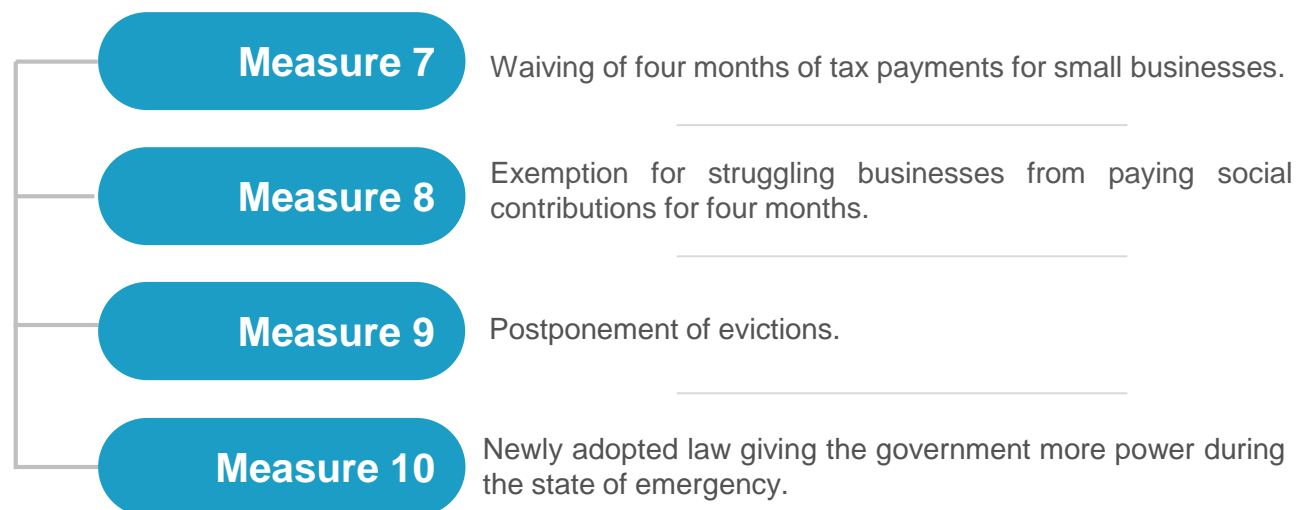 Measure 7
Waiving of four months of tax payments for small businesses.
Measure 8
Exemption for struggling businesses from paying social
contributions for four months.
Measure 9
Postponement of evictions.
Measure 10
Newly adopted law giving the government more power during
the state of emergency.